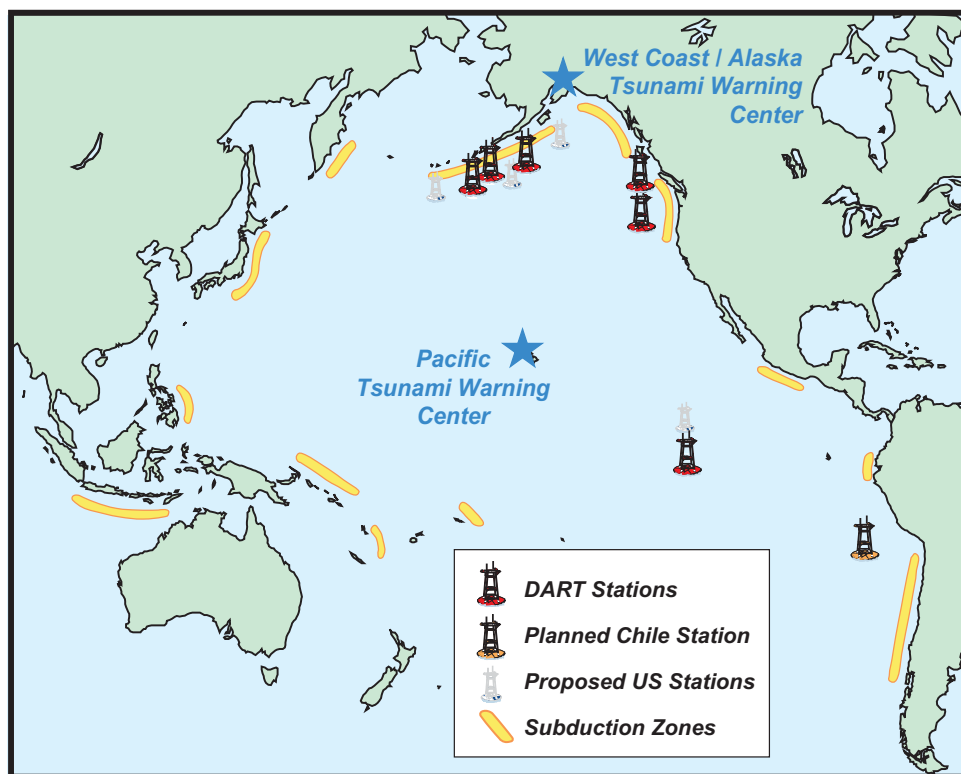 West Coast / Alaska
Tsunami Warning
Center
Pacific
Tsunami Warning
Center
DART Stations
Planned Chile Station
Proposed US Stations
Subduction Zones